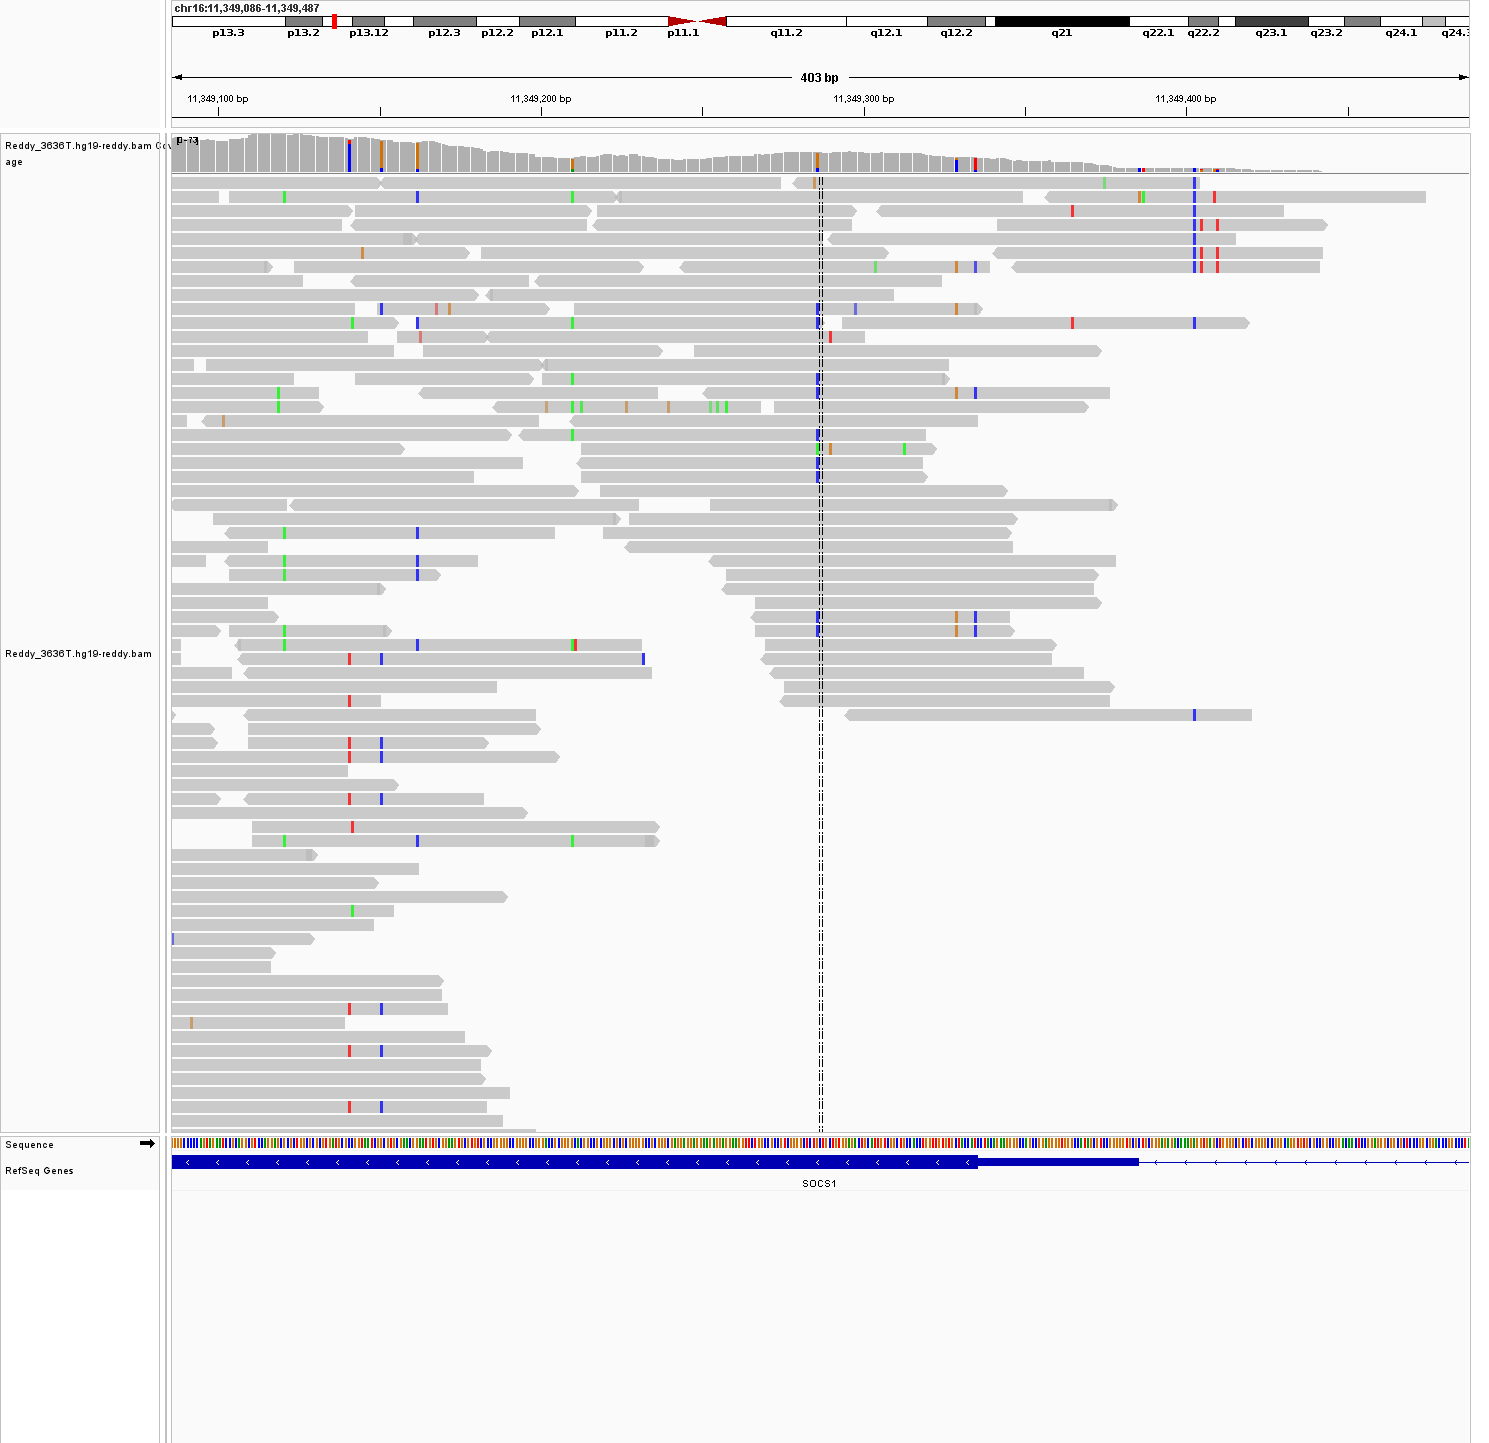 chr16:11,349,086-11,349,487
p13.3 p13.2 p13.12 p12.3 p12.2 p12.1 p11.2 p11.1 q11.2 q12.1 q12.2 q21 q22.1 q22.2 q23.1 q23.2 q24.1 q24.3
403 bp
11,349,100 bp 11,349,200 bp 11,349,300 bp 11,349,400 bp
Reddy_3636T.hg19-reddy.bam Cov
age
[0-73]
Reddy_3636T.hg19-reddy.bam
Sequence
RefSeq Genes
SOCS1